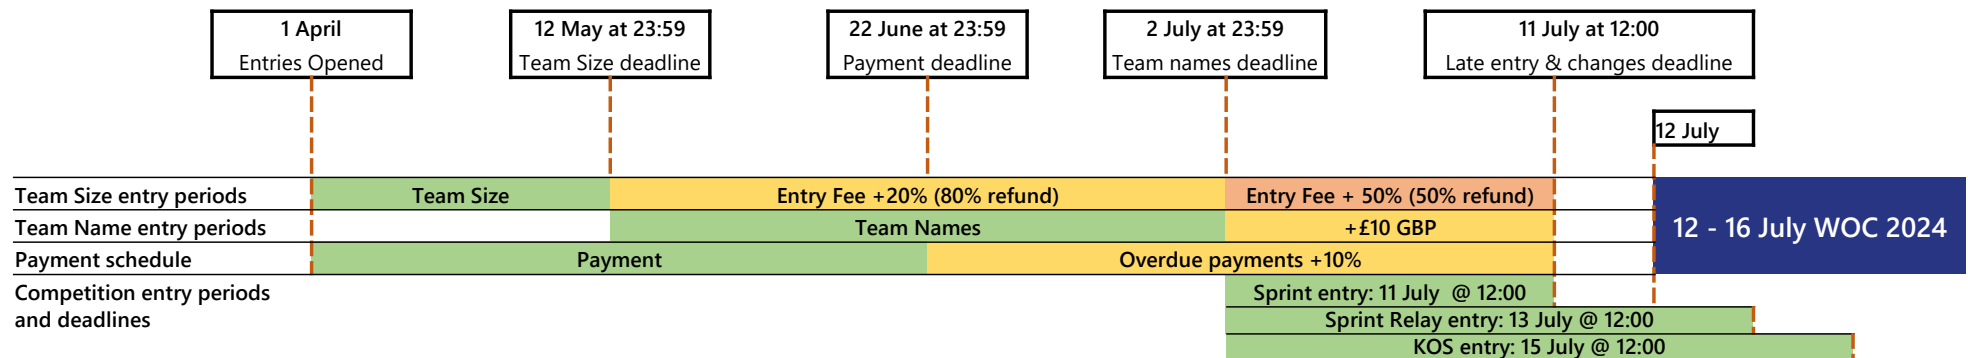 1 April
Entries Opened
12 May at 23:59
Team Size deadline
22 June at 23:59
Payment deadline
2 July at 23:59
Team names deadline
11 July at 12:00
Late entry & changes deadline
12 July
Team Size entry periods
Team Size
Entry Fee +20% (80% refund)
Entry Fee + 50% (50% refund)
Team Name entry periods
Team Names
+£10 GBP
12 - 16 July WOC 2024
Payment schedule
Payment
Overdue payments +10%
Competition entry periods
and deadlines
Sprint entry: 11 July @ 12:00
Sprint Relay entry: 13 July @ 12:00
KOS entry: 15 July @ 12:00